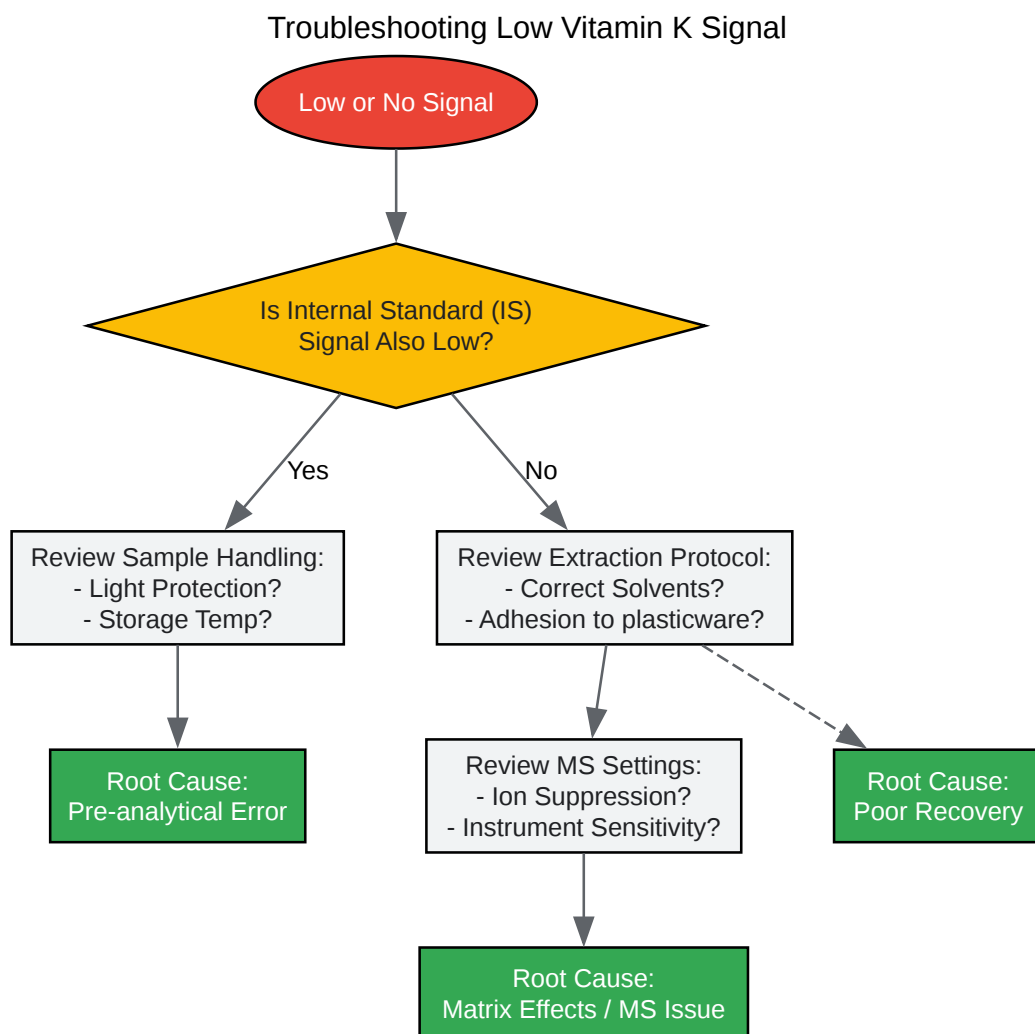 Troubleshooting Low Vitamin K Signal
Low or No Signal
Is Internal Standard (IS)
Signal Also Low?
Yes
No
Review Sample Handling:
- Light Protection?
- Storage Temp?
Review Extraction Protocol:
- Correct Solvents?
- Adhesion to plasticware?
Root Cause:
Pre-analytical Error
Review MS Settings:
- Ion Suppression?
- Instrument Sensitivity?
Root Cause:
Poor Recovery
Root Cause:
Matrix Effects / MS Issue